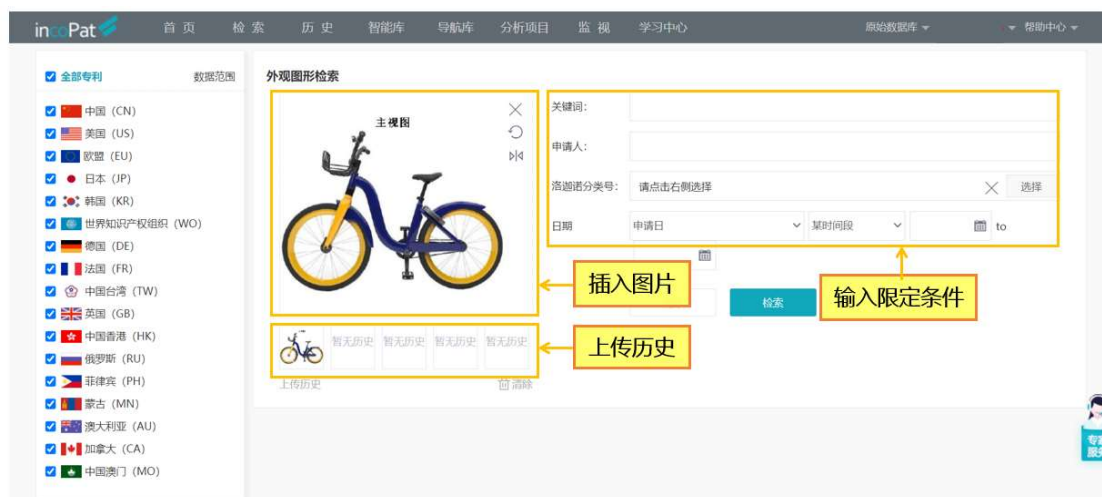 incoPat 首页 检索 历史 智能库 导航库 分析项目 监视 学习中心 原始数据库 帮助中心
全部专利 数据范围
中国 (CN)
美国 (US)
欧盟 (EU)
日本 (JP)
韩国 (KR)
世界知识产权组织 (WO)
德国 (DE)
法国 (FR)
中国台湾 (TW)
英国 (GB)
中国香港 (HK)
俄罗斯 (RU)
菲律宾 (PH)
蒙古 (MN)
澳大利亚 (AU)
加拿大 (CA)
中国澳门 (MO)
外观图形检索
主视图
关键词:
申请人:
洛迦诺分类号: 请点击右侧选择 选择
日期 申请日 某时间段 to
插入图片
输入限定条件
检索
暂无历史 暂无历史 暂无历史 暂无历史
上传历史
上传历史 清除